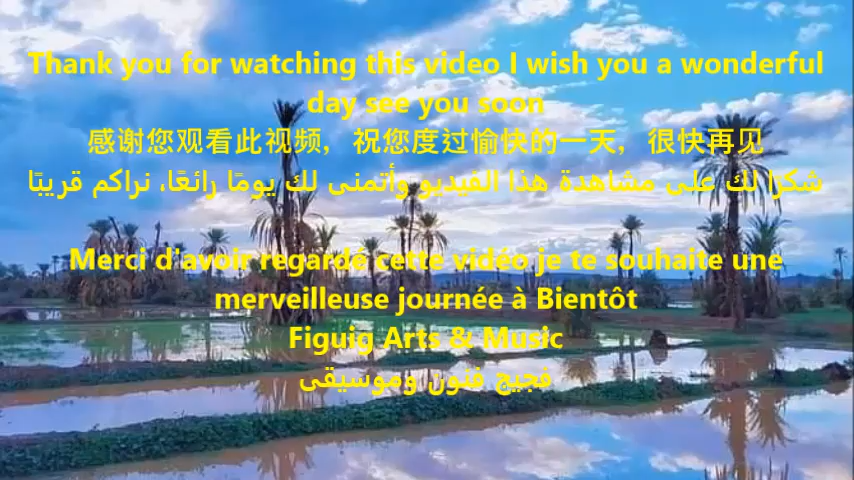 Thank you for watching this video I wish you a wonderful
day see you soon
感谢您观看此视频，祝您度过愉快的一天，很快再见
شكرًا لك على مشاهدة هذا الفيديو وأتمنى لك يومًا رائعًا، نراكم قريبًا
Merci d'avoir regardé cette vidéo je te souhaite une
merveilleuse journée à Bientôt
Figuig Arts & Music
فجيج فنون وموسيقى